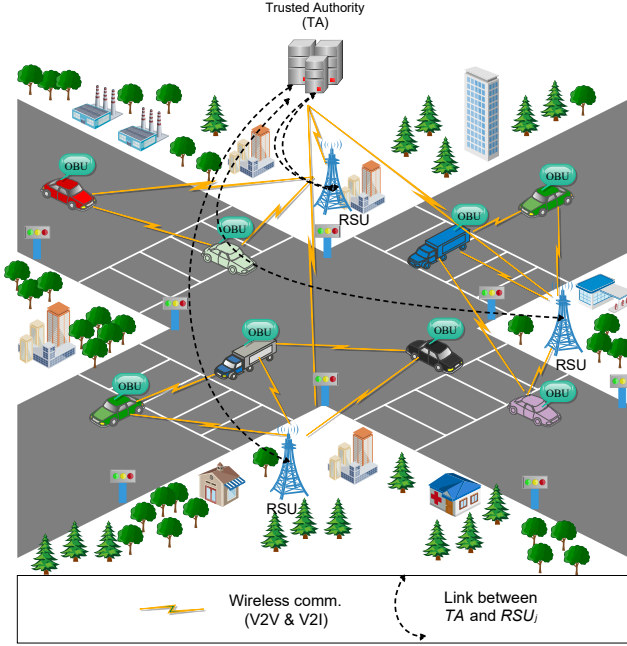 Trusted Authority
(TA)
OBU
OBU
OBU
OBU
RSU
OBU
OBU
OBU
RSU
OBU
OBU
RSU
Wireless comm.
(V2V & V2I)
Link between
TA and RSUj